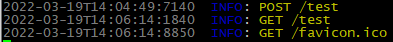 2022-03-19T14:04:49:7140 INFO: POST /test
2022-03-19T14:06:14:1840 INFO: GET /test
2022-03-19T14:06:14:8850 INFO: GET /favicon.ico